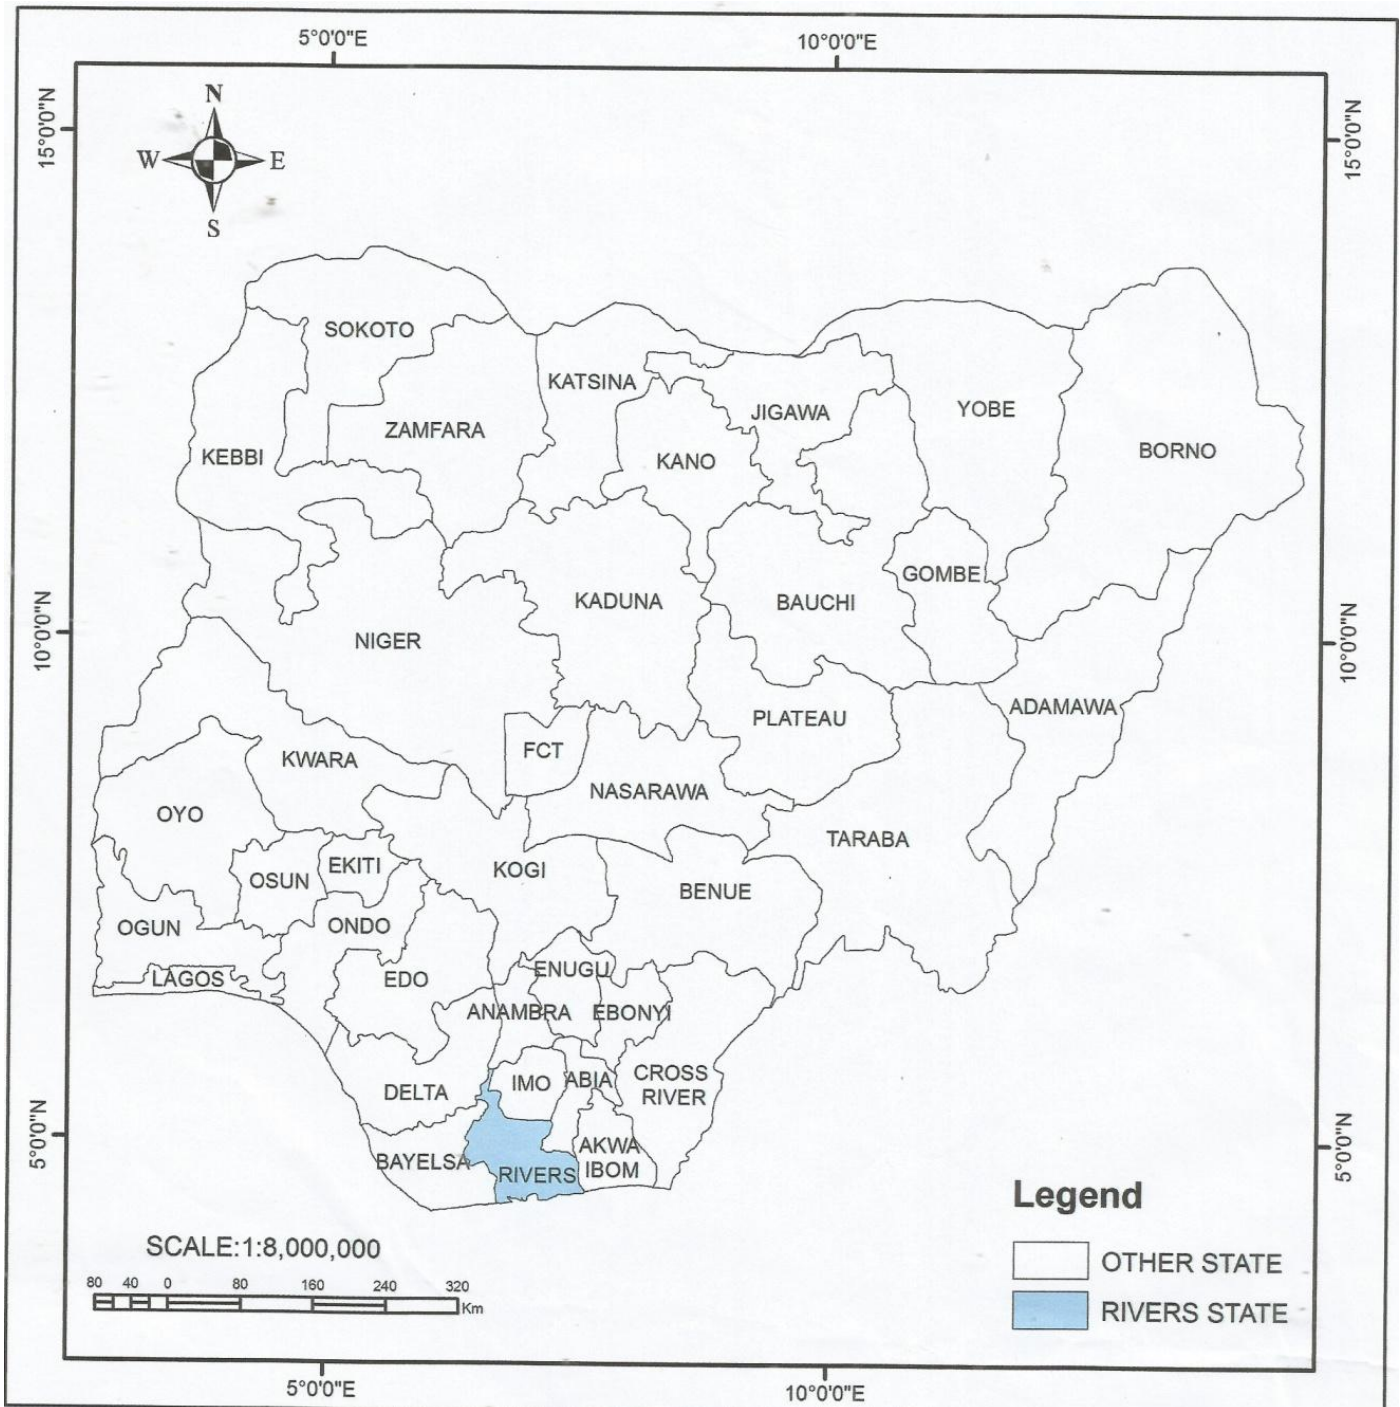 5°0'0"E 10°0'0"E
15°0'0"N
15°0'0"N
N
W E
S
SOKOTO
KATSINA
ZAMFARA
JIGAWA
YOBE
KEBBI
KANO
BORNO
GOMBE
KADUNA
BAUCHI
NIGER
10°0'0"N
10°0'0"N
PLATEAU
ADAMAWA
FCT
KWARA
NASARAWA
OYO
TARABA
EKITI
KOGI
OSUN
BENUE
OGUN
ONDO
ENUGU
LAGOS
EDO
ANAMBRA
EBONYI
CROSS
RIVER
IMO
ABIA
DELTA
5°0'0"N
5°0'0"N
AKWA
IBOM
BAYELSA
RIVERS
Legend
OTHER STATE
RIVERS STATE
SCALE:1:8,000,000
80 40 0 80 160 240 320
Km
5°0'0"E 10°0'0"E